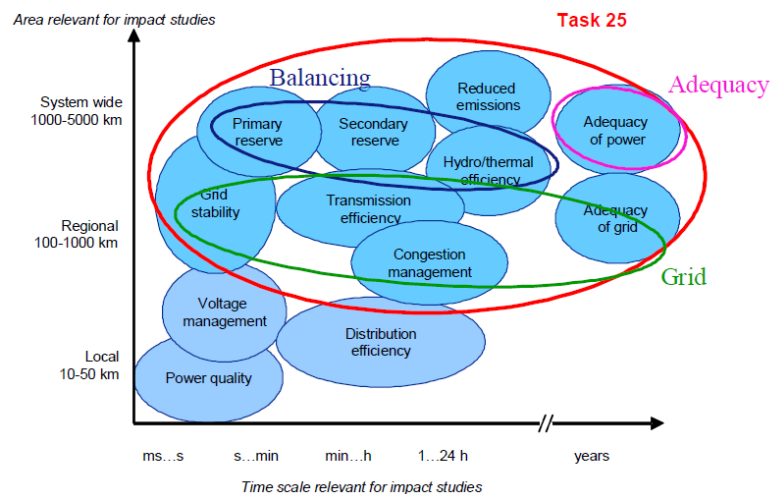 Area relevant for impact studies
Task 25
Balancing
Adequacy
System wide
1000-5000 km
Primary
reserve
Secondary
reserve
Reduced
emissions
Adequacy
of power
Hydro/thermal
efficiency
Grid
stability
Transmission
efficiency
Adequacy
of grid
Regional
100-1000 km
Congestion
management
Grid
Voltage
management
Distribution
efficiency
Local
10-50 km
Power quality
ms...s
s...min
min...h
1...24 h
years
Time scale relevant for impact studies